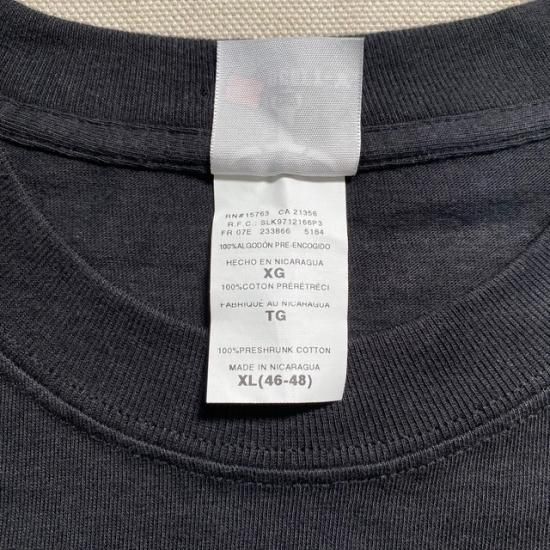 RN#15763 CA 21356
R.F.C.: SLK9712166P3
FR 07E 233866 5184
100%ALGODÓN PRE-ENCOGIDO
HECHO EN NICARAGUA
XG
100%COTON PRÉRÉTRÉCI
FABRIQUÉ AU NICARAGUA
TG
100%PRESHRUNK COTTON
MADE IN NICARAGUA
XL(46-48)